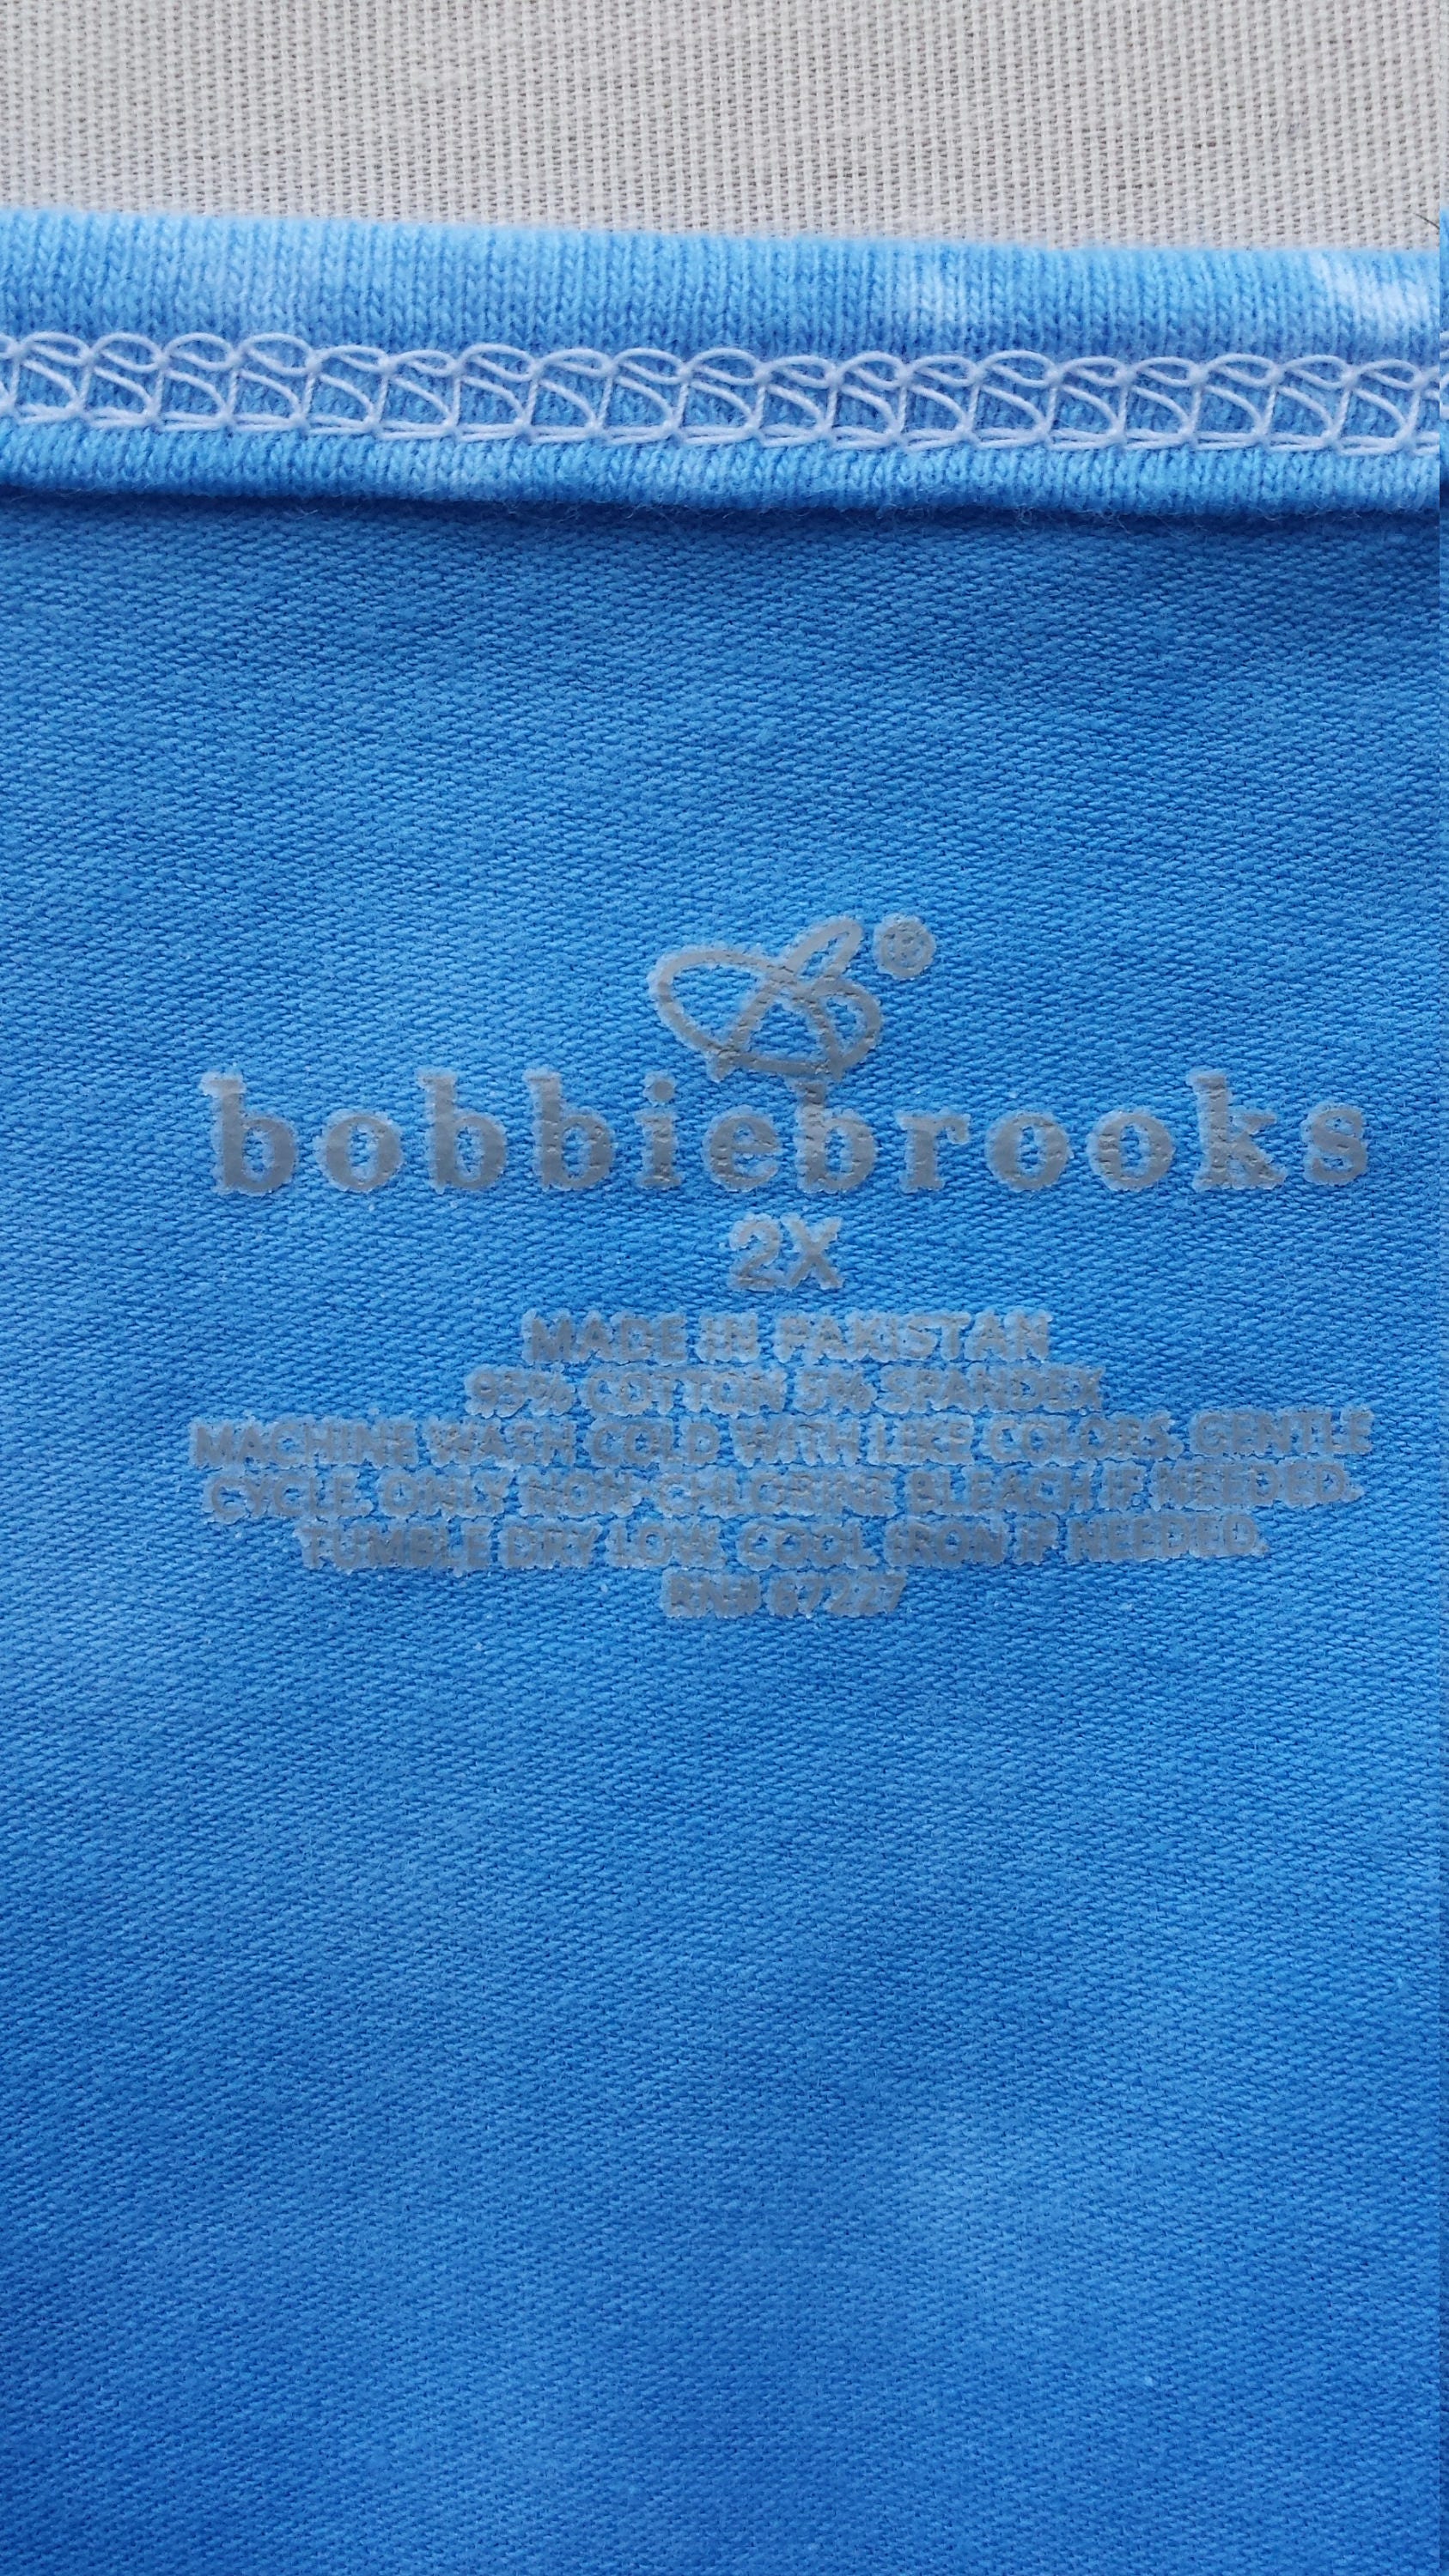 ®
bobbiebrooks
2X
MADE IN PAKISTAN
95% COTTON 5% SPANDEX
MACHINE WASH COLD WITH LIKE COLORS, GENTLE
CYCLE. ONLY NON-CHLORINE BLEACH IF NEEDED.
TUMBLE DRY LOW. COOL IRON IF NEEDED.
RN# 67227